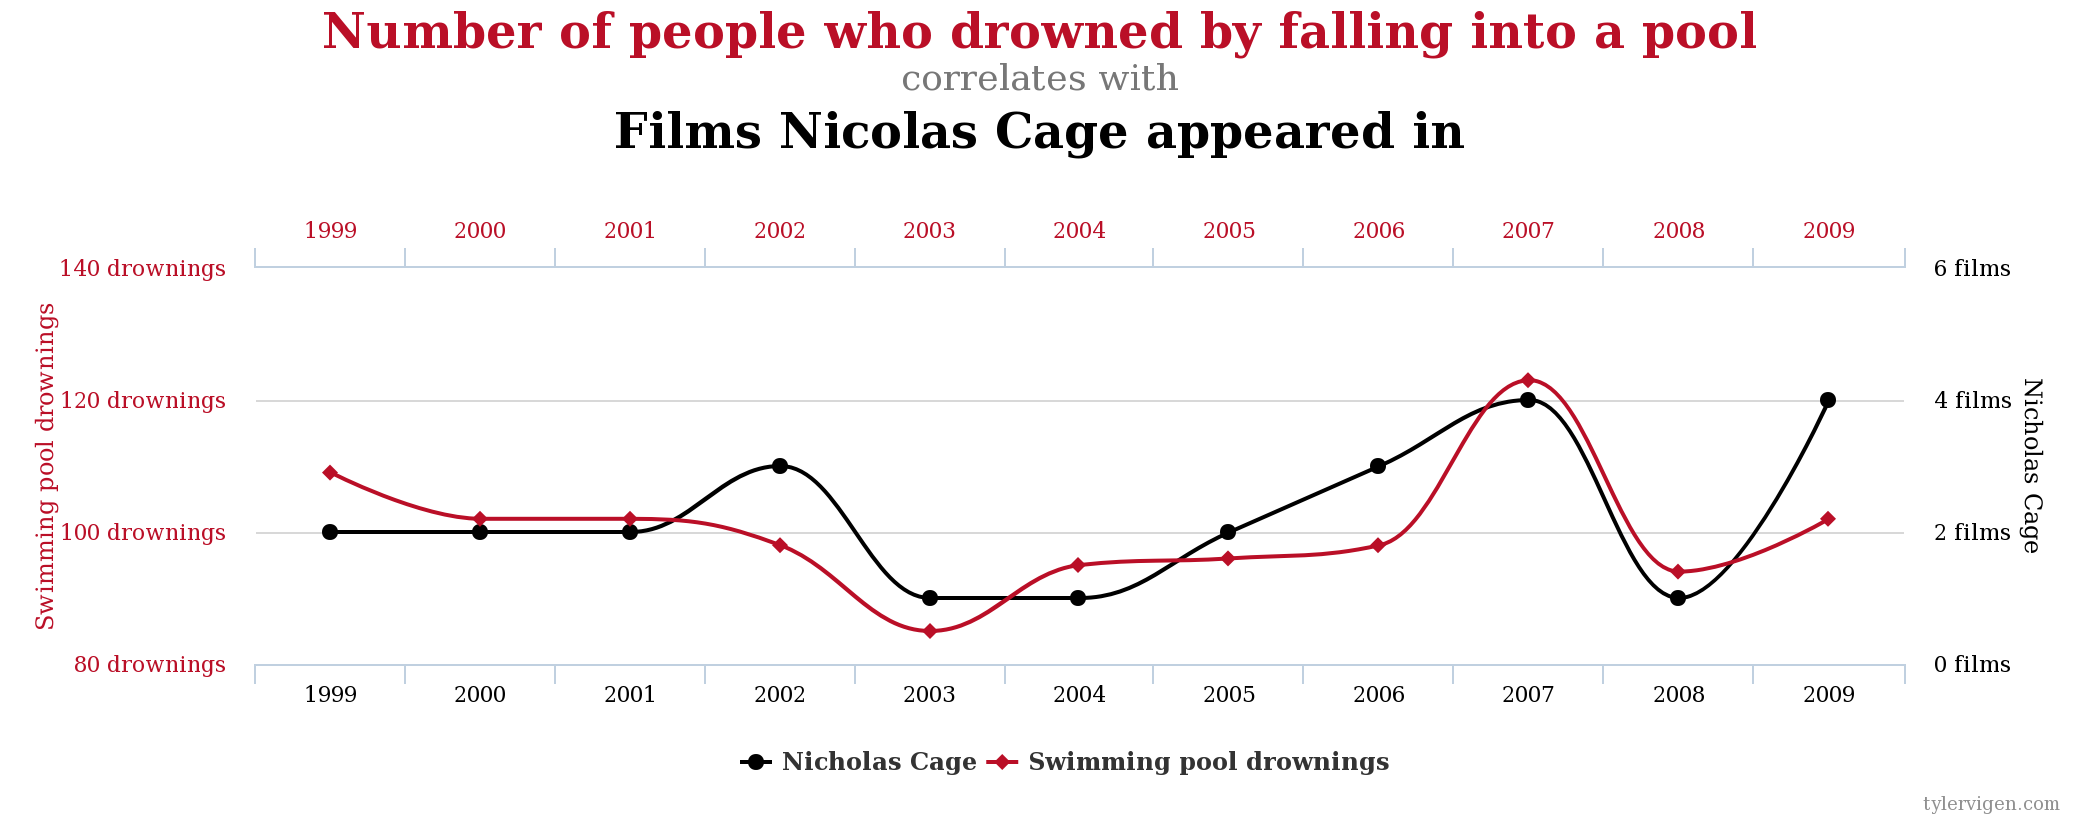 Number of people who drowned by falling into a pool
correlates with
Films Nicolas Cage appeared in
1999 2000 2001 2002 2003 2004 2005 2006 2007 2008 2009
140 drownings 6 films
Swimming pool drownings
Nicholas Cage
120 drownings 4 films
100 drownings 2 films
80 drownings 0 films
1999 2000 2001 2002 2003 2004 2005 2006 2007 2008 2009
Nicholas Cage Swimming pool drownings
tylervigen.com